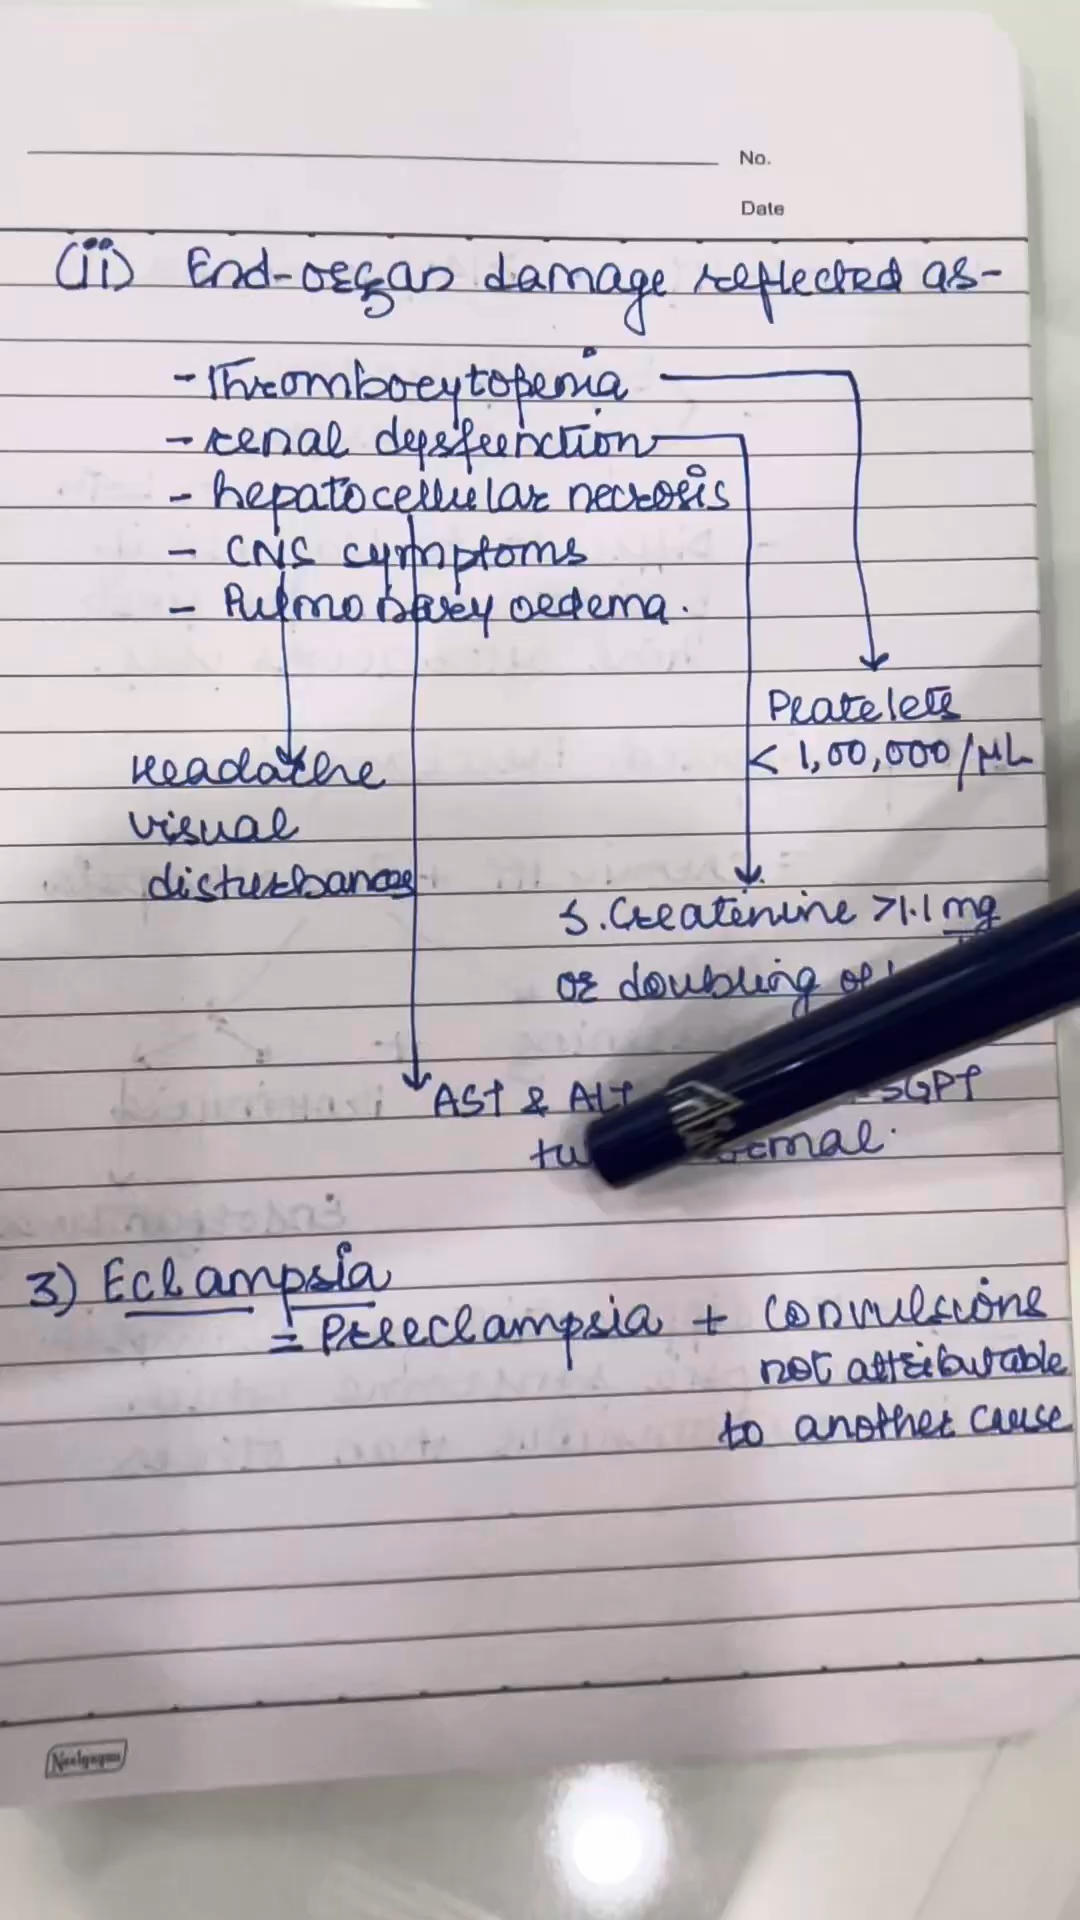 No.
Date
(ii) End-organ damage reflected as-
- Thrombocytopenia
- renal dysfunction
- hepatocellular necrosis
- CNS symptoms
- Pulmonary oedema.
Platelets
< 1,00,000/μL
Headache
visual
disturbances
S. Creatinine >1.1 mg
or doubling of
AST & ALT SGPT
3) Eclampsia
= Preeclampsia + convulsions
not attributable
to another cause
Neelgagan